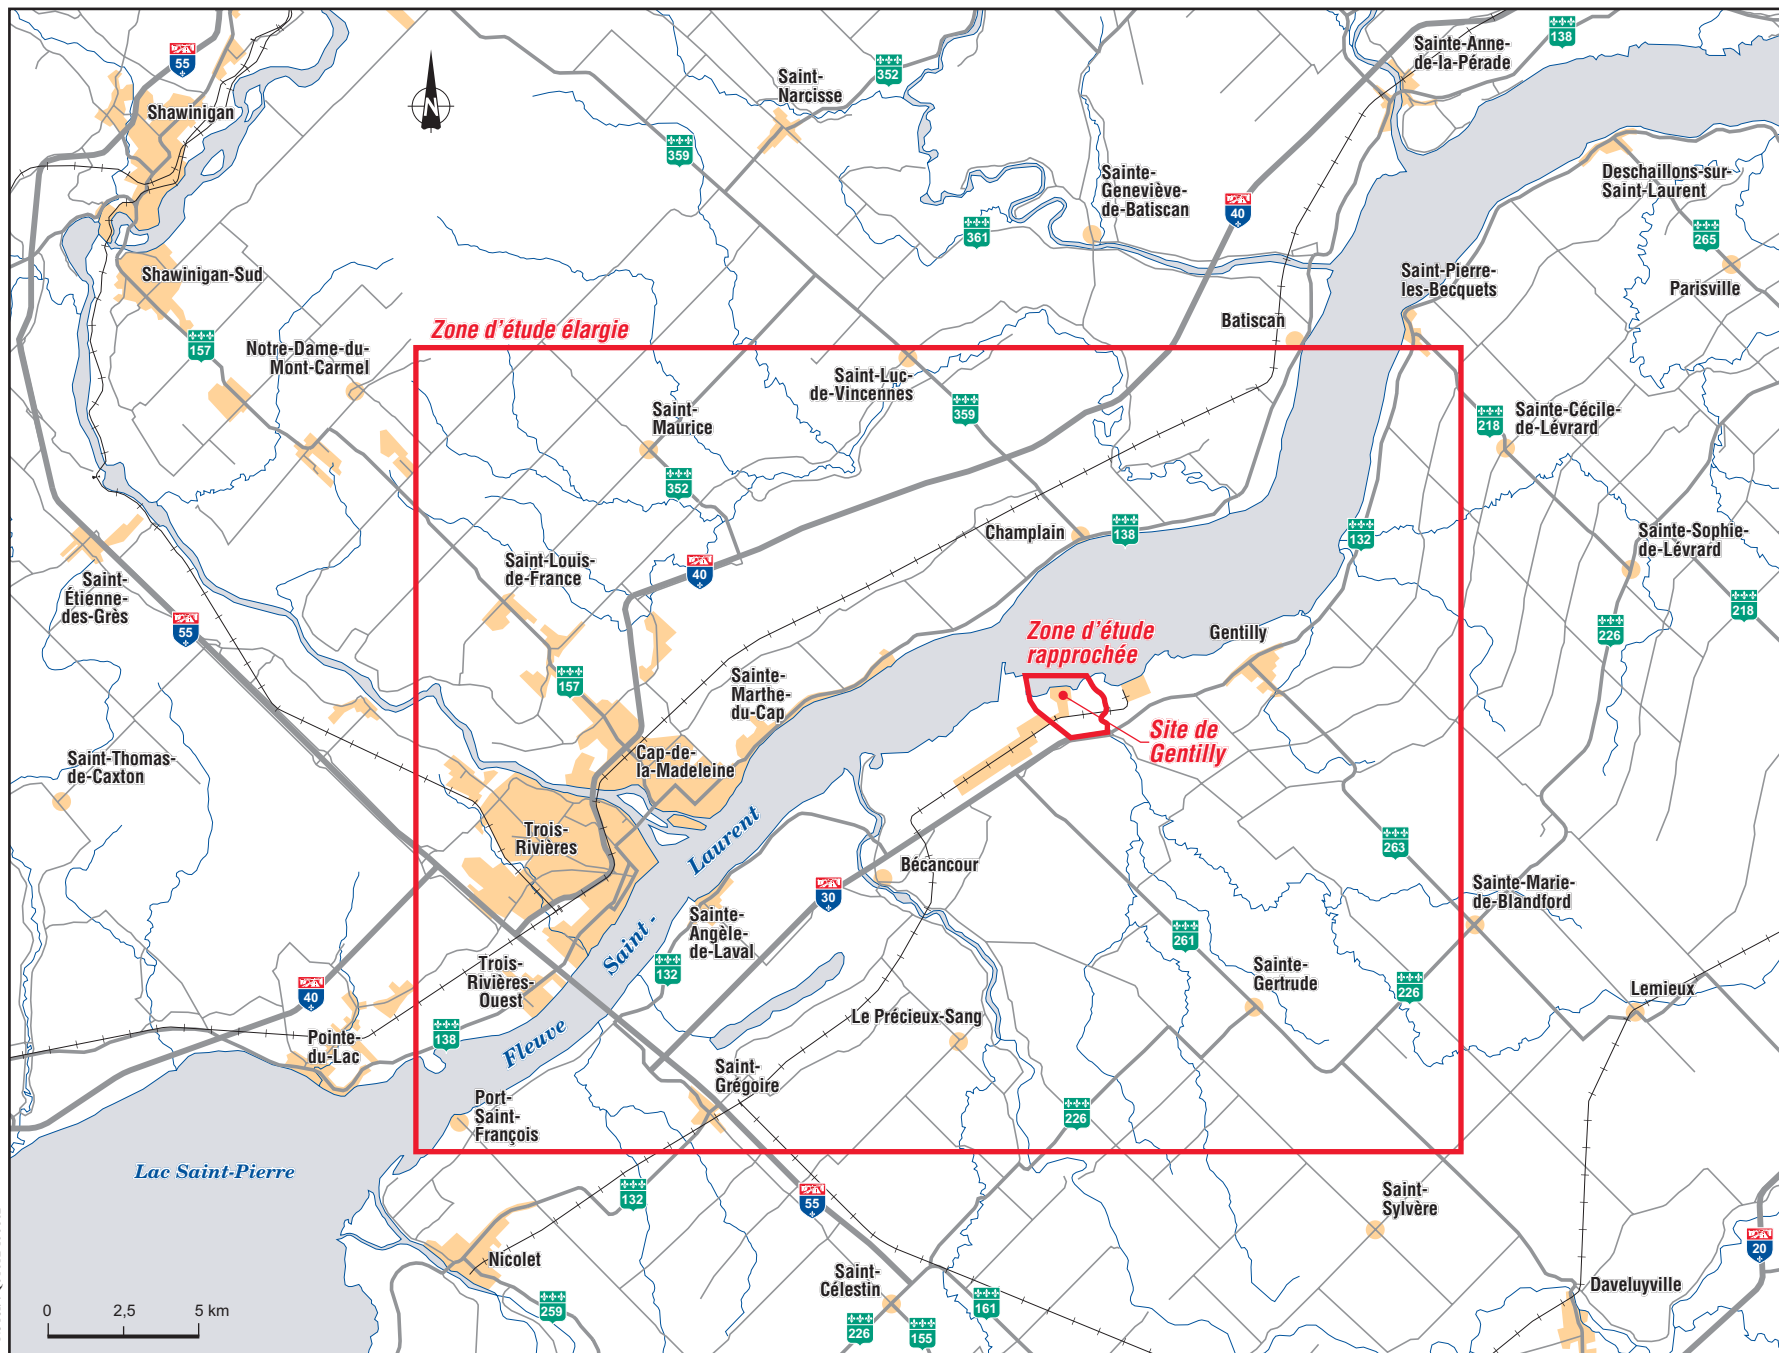 55
Shawinigan
Saint-
Narcisse
352
359
Sainte-Anne-
de-la-Pérade
138
N
Sainte-
Geneviève-
de-Batiscan
361
40
Deschaillons-sur-
Saint-Laurent
265
Parisville
Shawinigan-Sud
157
Notre-Dame-du-
Mont-Carmel
Saint-Pierre-
les-Becquets
Batiscan
Zone d'étude élargie
Saint-Luc-
de-Vincennes
359
Saint-
Maurice
352
218
Sainte-Cécile-
de-Lévrard
Champlain
138
132
Sainte-Sophie-
de-Lévrard
218
226
Saint-Louis-
de-France
40
Saint-
Étienne-
des-Grès
55
157
Sainte-
Marthe-
du-Cap
Zone d'étude
rapprochée
Gentilly
Site de
Gentilly
Saint-Thomas-
de-Caxton
Cap-de-
la-Madeleine
Trois-
Rivières
Fleuve
Saint -
Laurent
Bécancour
30
263
Sainte-Marie-
de-Blandford
Sainte-
Angèle-
de-Laval
132
261
Sainte-
Gertrude
226
Lemieux
Trois-
Rivières-
Ouest
40
138
Pointe-
du-Lac
Le Précieux-Sang
Saint-
Grégoire
Port-
Saint-
François
226
Lac Saint-Pierre
132
55
Saint-
Sylvère
20
Nicolet
259
Saint-
Célestin
226
155
161
Daveluyville
0 2,5 5 km